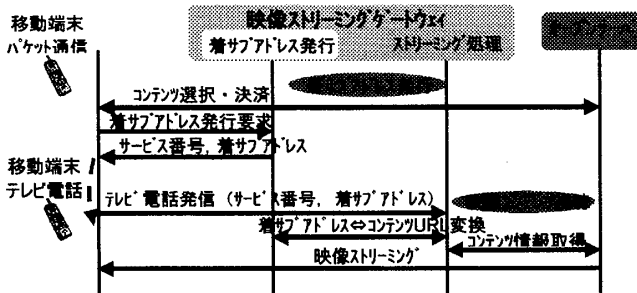 移動端末
パケット通信
映像ストリーミングゲートウェイ
着サブアドレス発行
ストリーミング処理
コンテンツ選択・決済
着サブアドレス発行要求
サービス番号, 着サブアドレス
移動端末
テレビ電話
テレビ電話発信（サービス番号, 着サブアドレス）
着サブアドレス⇔コンテンツURL変換
コンテンツ情報取得
映像ストリーミング